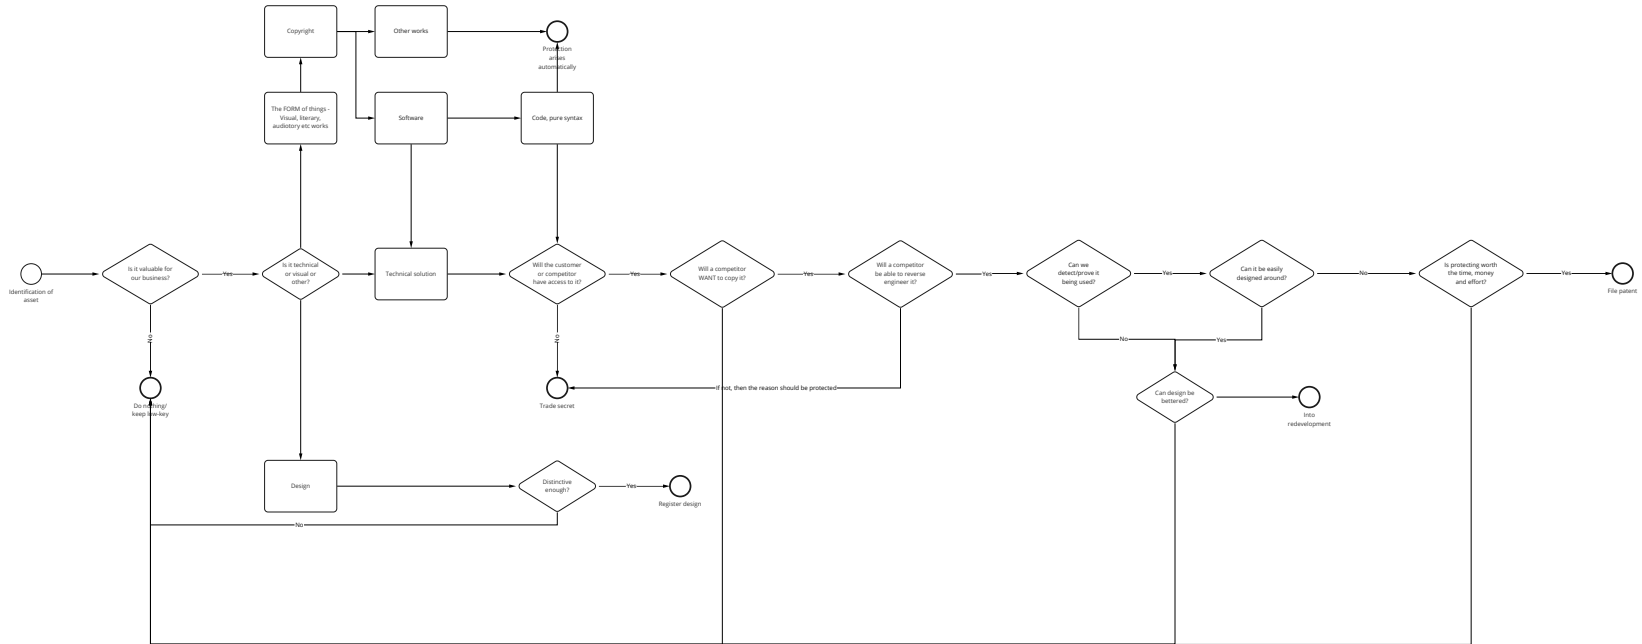 Copyright
Other works
Protection
arises
automatically
The FORM of things -
Visual, literary,
audiotory etc works
Software
Code, pure syntax
Identification of
asset
Is it valuable for
our business?
Yes
Is it technical
or visual or
other?
Technical solution
Will the customer
or competitor
have access to it?
Yes
Will a competitor
WANT to copy it?
Yes
Will a competitor
be able to reverse
engineer it?
Yes
Can we
detect/prove it
being used?
Yes
Can it be easily
designed around?
No
Is protecting worth
the time, money
and effort?
Yes
File patent
No
No
No
Yes
Do nothing/
keep low-key
Trade secret
If not, then the reason should be protected
Can design be
bettered?
Into
redevelopment
Design
Distinctive
enough?
Yes
Register design
No